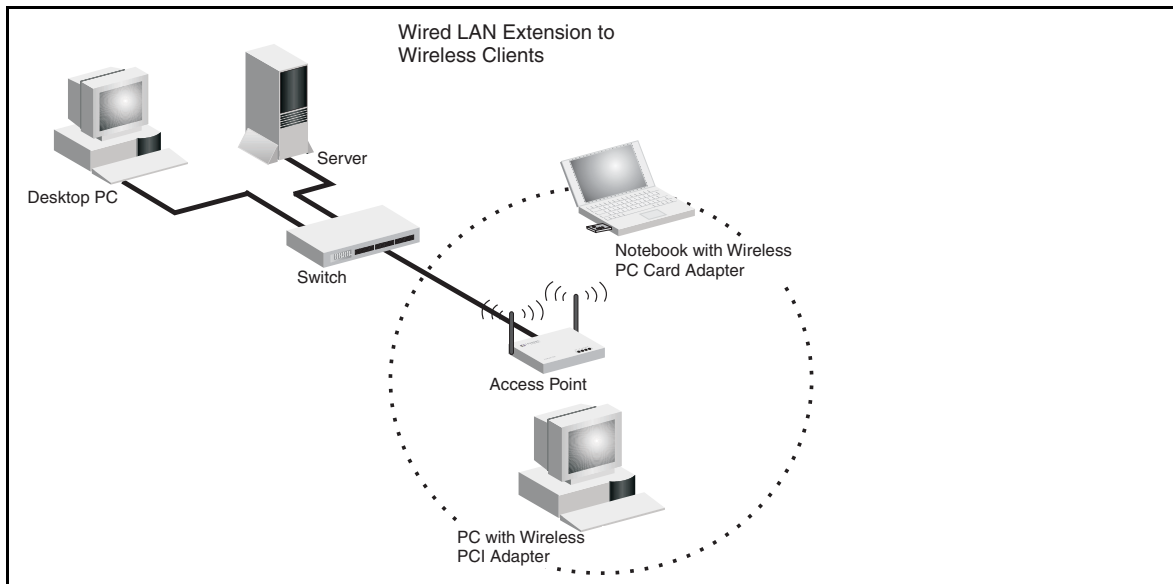 Wired LAN Extension to
Wireless Clients
Server
Desktop PC
Switch
Notebook with Wireless
PC Card Adapter
Access Point
PC with Wireless
PCI Adapter